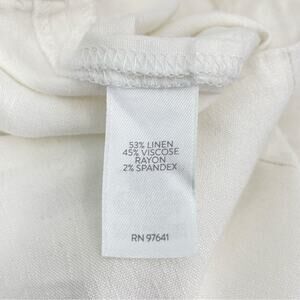 53% LINEN
45% VISCOSE
RAYON
2% SPANDEX
RN 97641